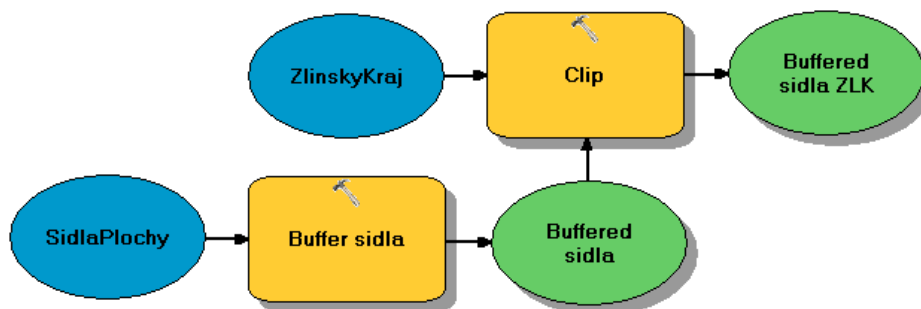 ZlinskyKraj
Clip
Buffered
sidla ZLK
SidlaPlochy
Buffer sidla
Buffered
sidla